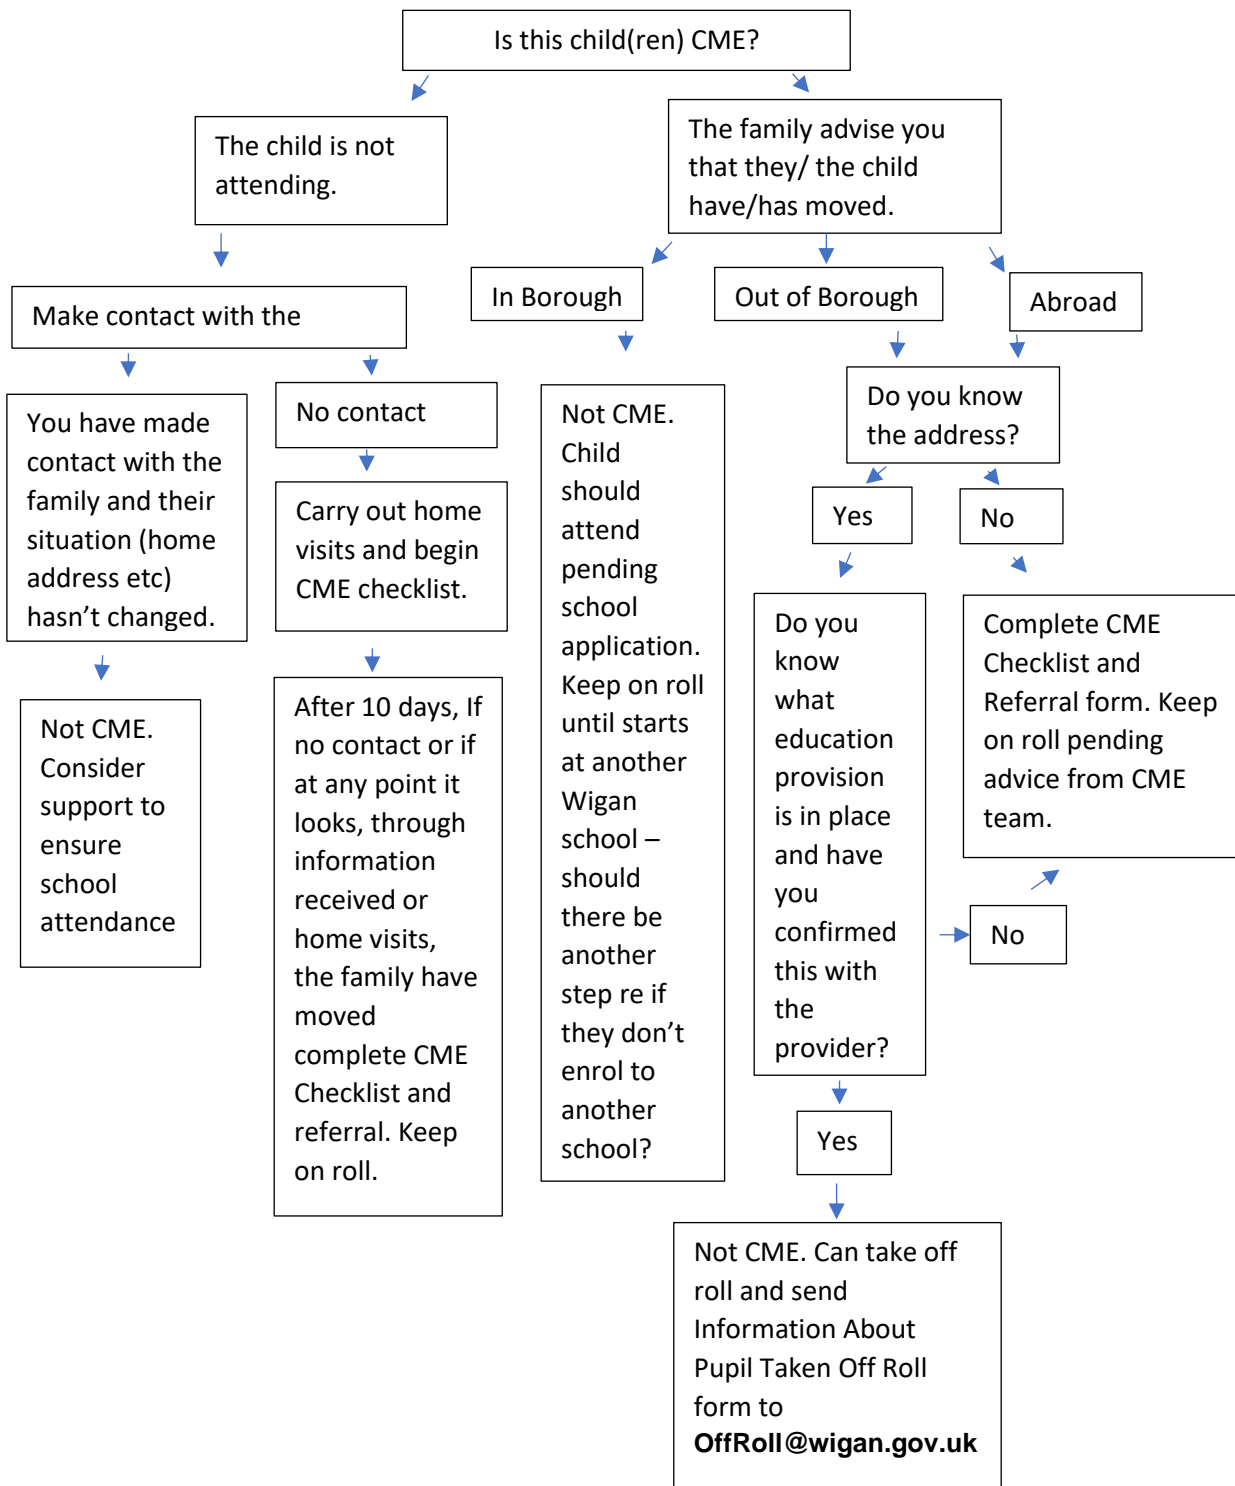 Is this child(ren) CME?
The child is not
attending.
The family advise you
that they/ the child
have/has moved.
Make contact with the
In Borough
Out of Borough
Abroad
You have made
contact with the
family and their
situation (home
address etc)
hasn’t changed.
No contact
Carry out home
visits and begin
CME checklist.
Not CME.
Consider
support to
ensure
school
attendance
After 10 days, If
no contact or if
at any point it
looks, through
information
received or
home visits,
the family have
moved
complete CME
Checklist and
referral. Keep
on roll.
Not CME.
Child
should
attend
pending
school
application.
Keep on roll
until starts
at another
Wigan
school –
should
there be
another
step re if
they don’t
enrol to
another
school?
Do you know
the address?
Yes
No
Do you
know
what
education
provision
is in place
and have
you
confirmed
this with
the
provider?
Complete CME
Checklist and
Referral form. Keep
on roll pending
advice from CME
team.
No
Yes
Not CME. Can take off
roll and send
Information About
Pupil Taken Off Roll
form to
OffRoll@wigan.gov.uk